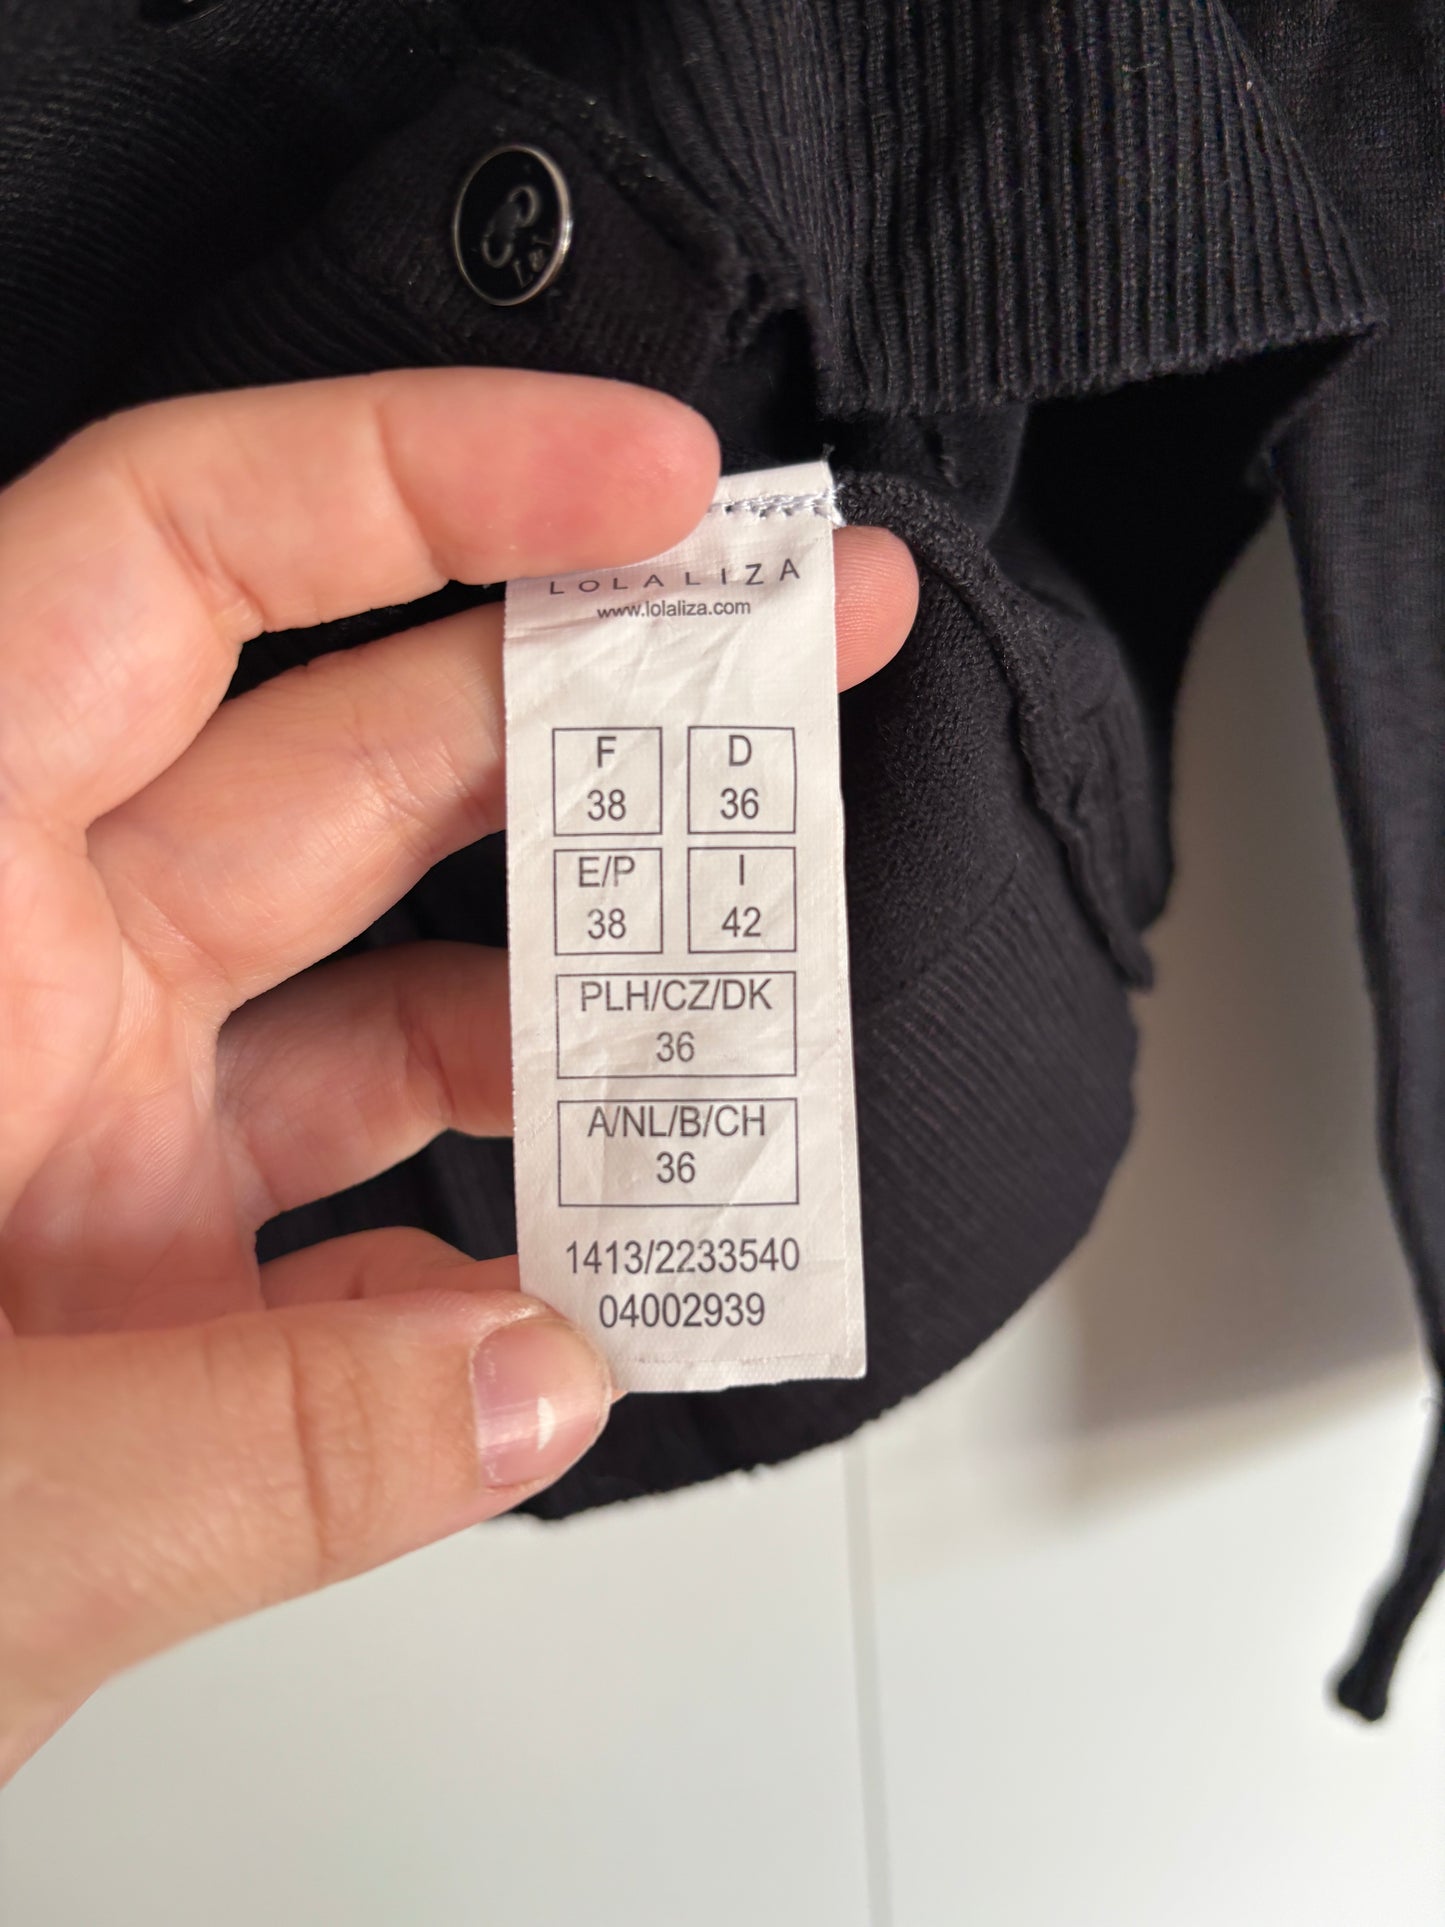 LOLALIZA
www.lolaliza.com
F D
38 36
E/P I
38 42
PLH/CZ/DK
36
A/NL/B/CH
36
1413/2233540
04002939